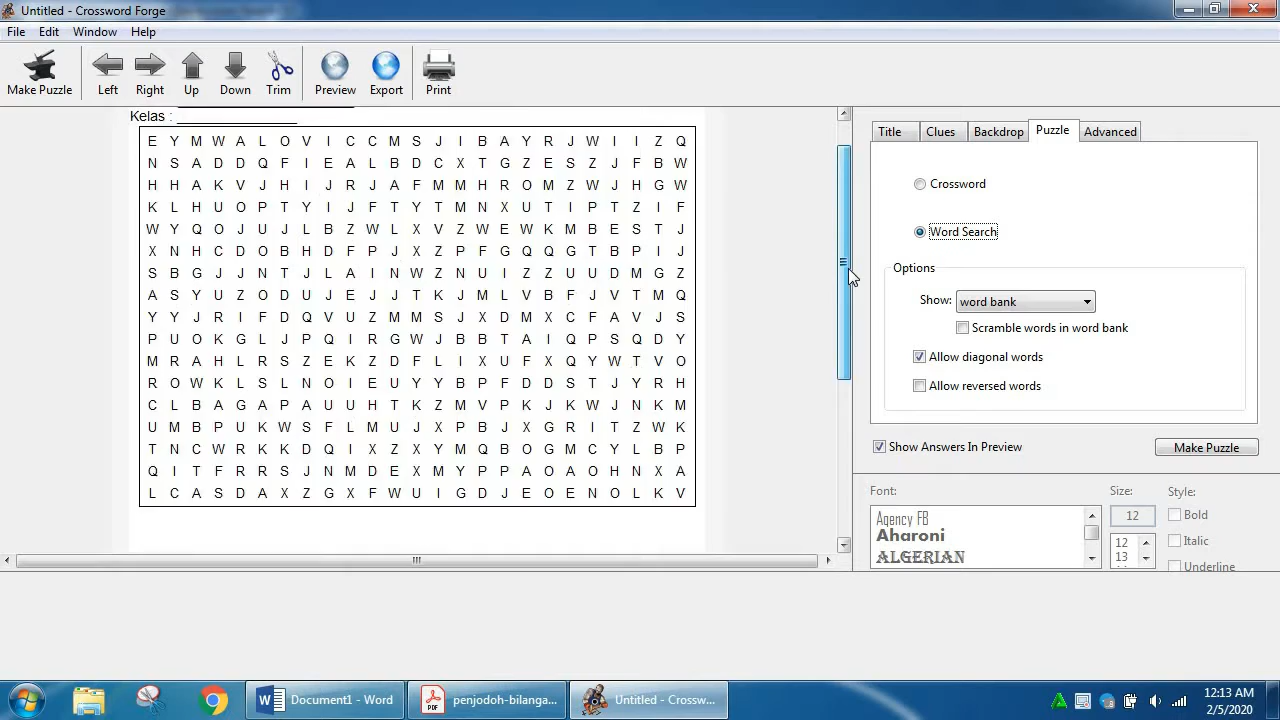 Untitled - Crossword Forge
File Edit Window Help
Make Puzzle Left Right Up Down Trim Preview Export Print
Kelas :
E Y M W A L O V I C C M S J I B A Y R J W I I Z Q
N S A D D Q F I E A L B D C X T G Z E S Z J F B W
H H A K V J H I J R J A F M M H R O M Z W J H G W
K L H U O P T Y I J F T Y T M N X U T I P T Z I F
W Y Q O J U J L B Z W L X V Z W E W K M B E S T J
X N H C D O B H D F P J X Z P F G Q Q G T B P I J
S B G J J N T J L A I N W Z N U I Z Z U U D M G Z
A S Y U Z O D U J E J J T K J M L V B F J V T M Q
Y Y J R I F D Q V U Z M M S J X D M X C F A V J S
P U O K G L J P Q I R G W J B B T A I Q P S Q D Y
M R A H L R S Z E K Z D F L I X U F X Q Y W T V O
R O W K L S L N O I E U Y Y B P F D D S T J Y R H
C L B A G A P A U U H T K Z M V P K J K W J N K M
U M B P U K W S F L M U J X P B J X G R I T Z W K
T N C W R K K D Q I X Z X Y M Q B O G M C Y L B P
Q I T F R R S J N M D E X M Y P P A O A O H N X A
L C A S D A X Z G X F W U I G D J E O E N O L K V
Title Clues Backdrop Puzzle Advanced
Crossword
Word Search
Options
Show: word bank
Scramble words in word bank
Allow diagonal words
Allow reversed words
Show Answers In Preview Make Puzzle
Font: Size: Style:
Agency FB
Aharoni
ALGERIAN
12
12
13
Bold
Italic
Underline
Document1 - Word penjodoh-bilanga... Untitled - Crossw...
12:13 AM
2/5/2020